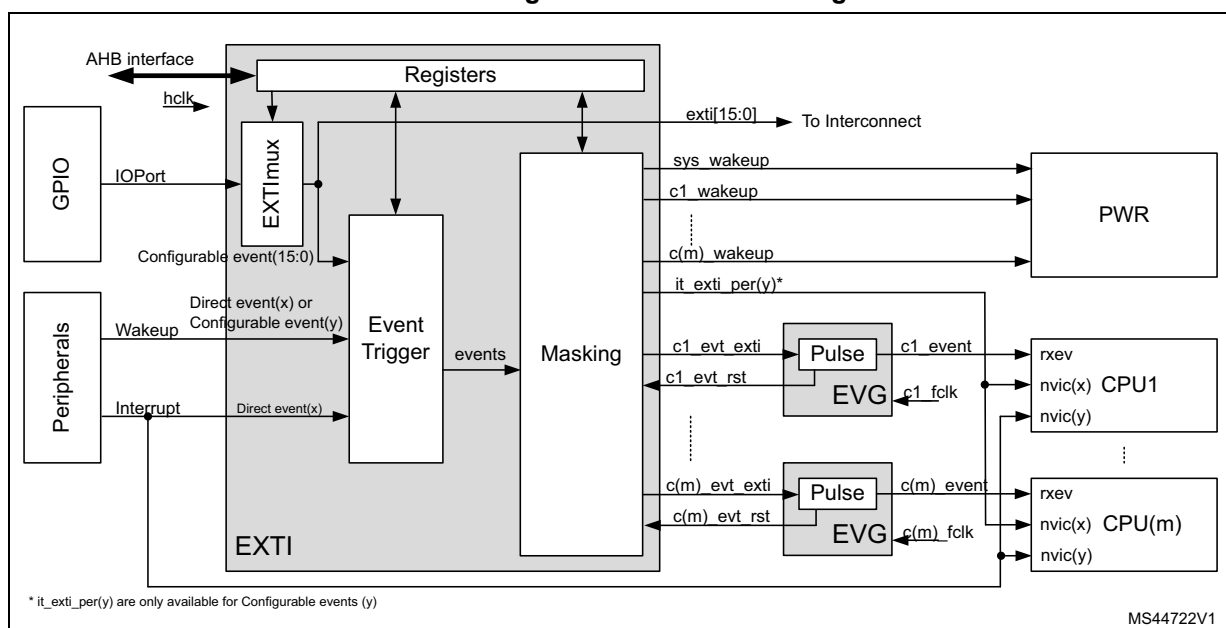 AHB interface
hclk
Registers
GPIO
IOPort
EXTImux
exti[15:0]
To Interconnect
sys_wakeup
c1_wakeup
c(m)_wakeup
it_exti_per(y)*
PWR
Configurable event(15:0)
Peripherals
Wakeup
Direct event(x) or
Configurable event(y)
Interrupt
Direct event(x)
Event
Trigger
events
Masking
c1_evt_exti
c1_evt_rst
Pulse
EVG
c1_event
c1_fclk
rxev
nvic(x)
nvic(y)
CPU1
c(m)_evt_exti
c(m)_evt_rst
Pulse
EVG
c(m)_event
c(m)_fclk
rxev
nvic(x)
nvic(y)
CPU(m)
EXTI
* it_exti_per(y) are only available for Configurable events (y)
MS44722V1